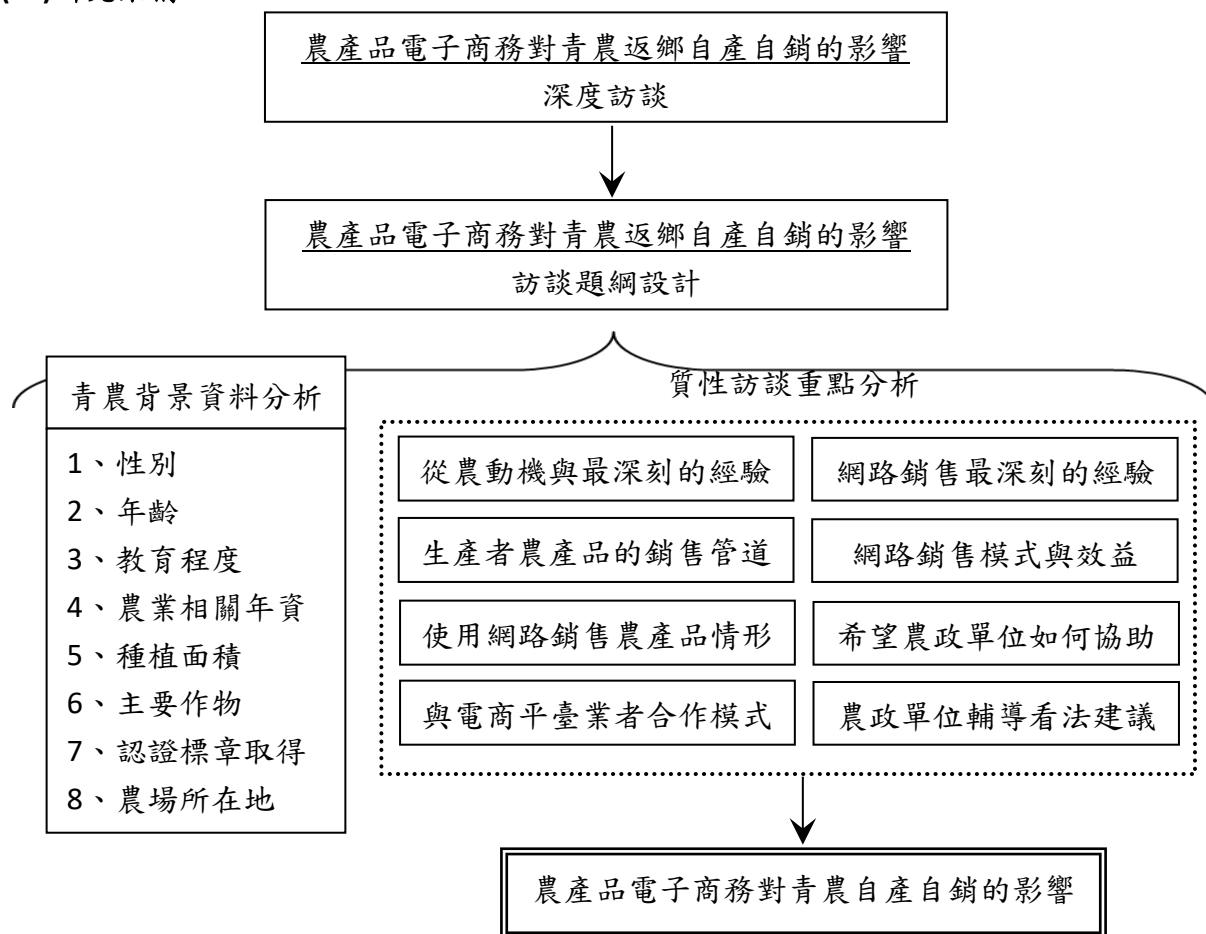 農產品電子商務對青農返鄉自產自銷的影響
深度訪談
農產品電子商務對青農返鄉自產自銷的影響
訪談題綱設計
青農背景資料分析
1、性別
2、年齡
3、教育程度
4、農業相關年資
5、種植面積
6、主要作物
7、認證標章取得
8、農場所在地
質性訪談重點分析
從農動機與最深刻的經驗
網路銷售最深刻的經驗
生產者農產品的銷售管道
網路銷售模式與效益
使用網路銷售農產品情形
希望農政單位如何協助
與電商平臺業者合作模式
農政單位輔導看法建議
農產品電子商務對青農自產自銷的影響